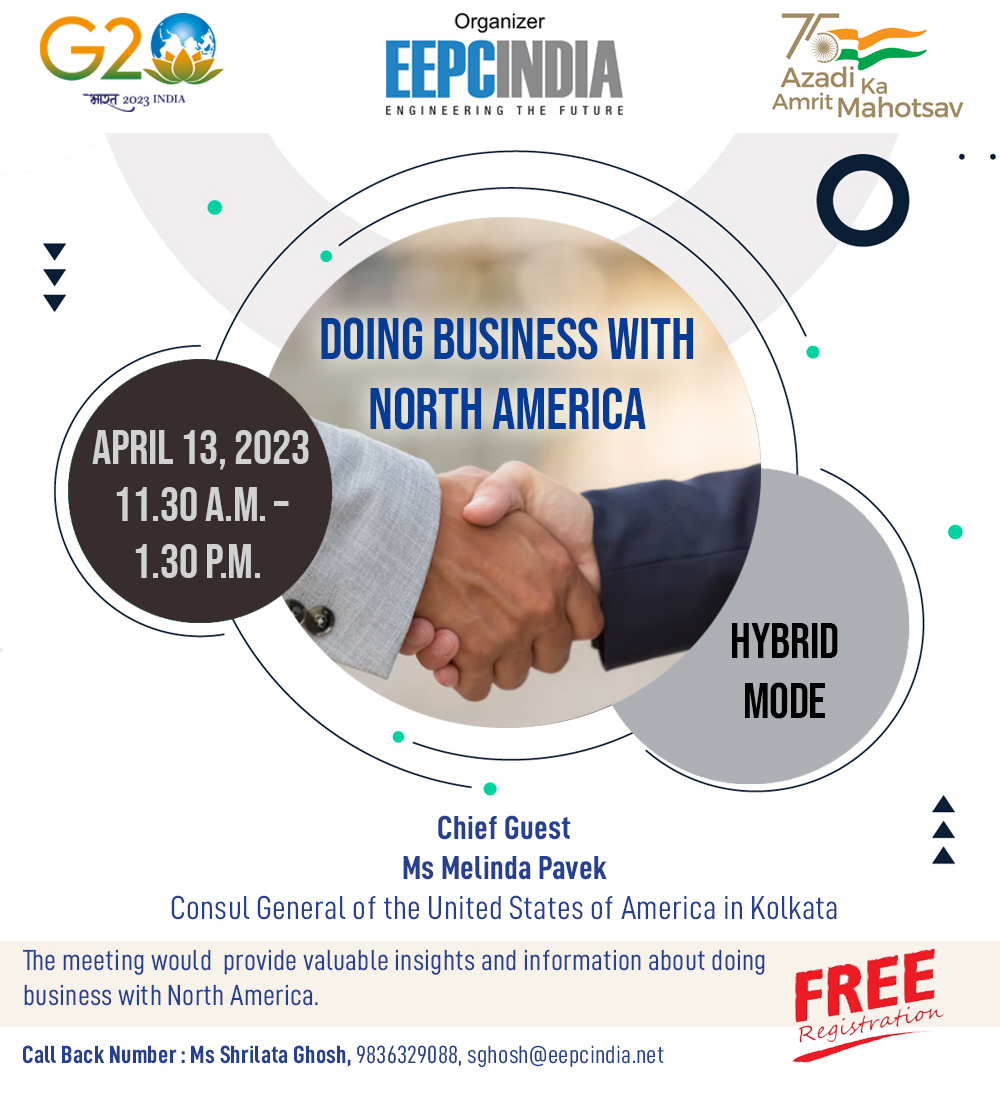 G20
भारत 2023 INDIA
Organizer
EEPCINDIA
ENGINEERING THE FUTURE
75
Azadi Ka
Amrit Mahotsav
DOING BUSINESS WITH
NORTH AMERICA
APRIL 13, 2023
11.30 A.M. –
1.30 P.M.
HYBRID
MODE
Chief Guest
Ms Melinda Pavek
Consul General of the United States of America in Kolkata
The meeting would provide valuable insights and information about doing
business with North America.
FREE
Registration
Call Back Number : Ms Shrilata Ghosh, 9836329088, sghosh@eepcindia.net